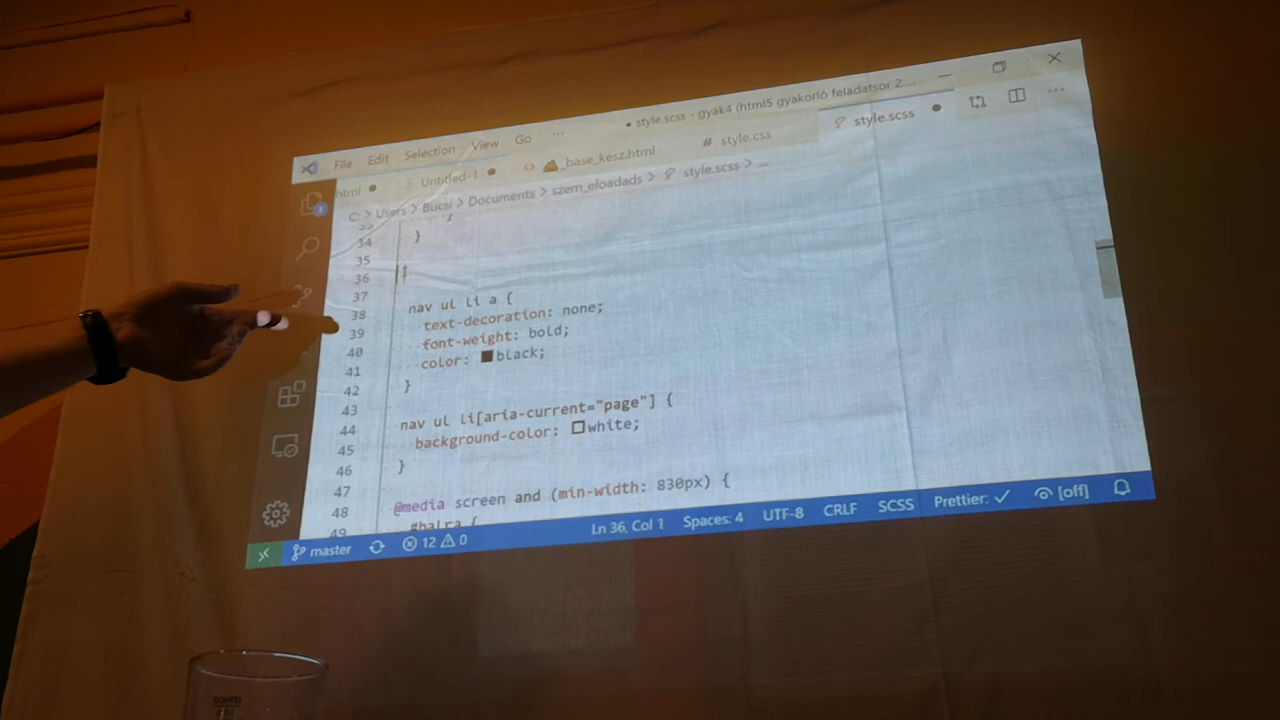 File Edit Selection View Go ··· • style.scss - gyak4 (html5 gyakorló feladatsor 2....
html ● Untitled-1 ● <> _base_kész.html # style.css style.scss ●
C: > Users > Bucsi > Documents > szem_eloadads > style.scss > ...
34 }
35
36
37
38 nav ul li a {
39 text-decoration: none;
40 font-weight: bold;
41 color: black;
42 }
43
44 nav ul li[aria-current="page"] {
45 background-color: white;
46 }
47
48 @media screen and (min-width: 830px) {
49 #balra {
master 12 0 Ln 36, Col 1 Spaces: 4 UTF-8 CRLF SCSS Prettier: ✓ [off]